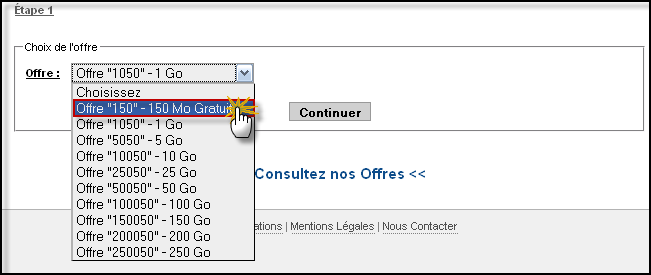 Étape 1
Choix de l'offre
Offre : Offre "1050" - 1 Go
Choisissez
Offre "150" - 150 Mo Gratuit
Offre "1050" - 1 Go
Continuer
Offre "5050" - 5 Go
Offre "10050" - 10 Go
Offre "25050" - 25 Go
Consultez nos Offres <<
Offre "50050" - 50 Go
Offre "100050" - 100 Go
Offre "150050" - 150 Go
| Mentions Légales | Nous Contacter
Offre "200050" - 200 Go
Offre "250050" - 250 Go